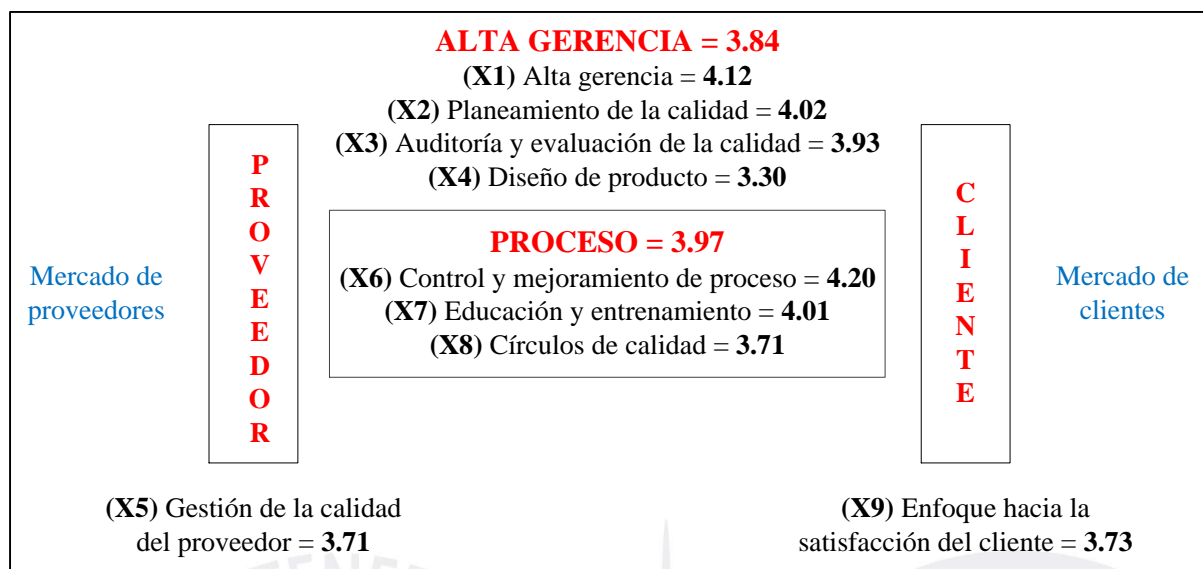 ALTA GERENCIA = 3.84
(X1) Alta gerencia = 4.12
(X2) Planeamiento de la calidad = 4.02
(X3) Auditoría y evaluación de la calidad = 3.93
(X4) Diseño de producto = 3.30
Mercado de
proveedores
PROVEEDOR
PROCESO = 3.97
(X6) Control y mejoramiento de proceso = 4.20
(X7) Educación y entrenamiento = 4.01
(X8) Círculos de calidad = 3.71
CLIENTE
Mercado de
clientes
(X5) Gestión de la calidad
del proveedor = 3.71
(X9) Enfoque hacia la
satisfacción del cliente = 3.73